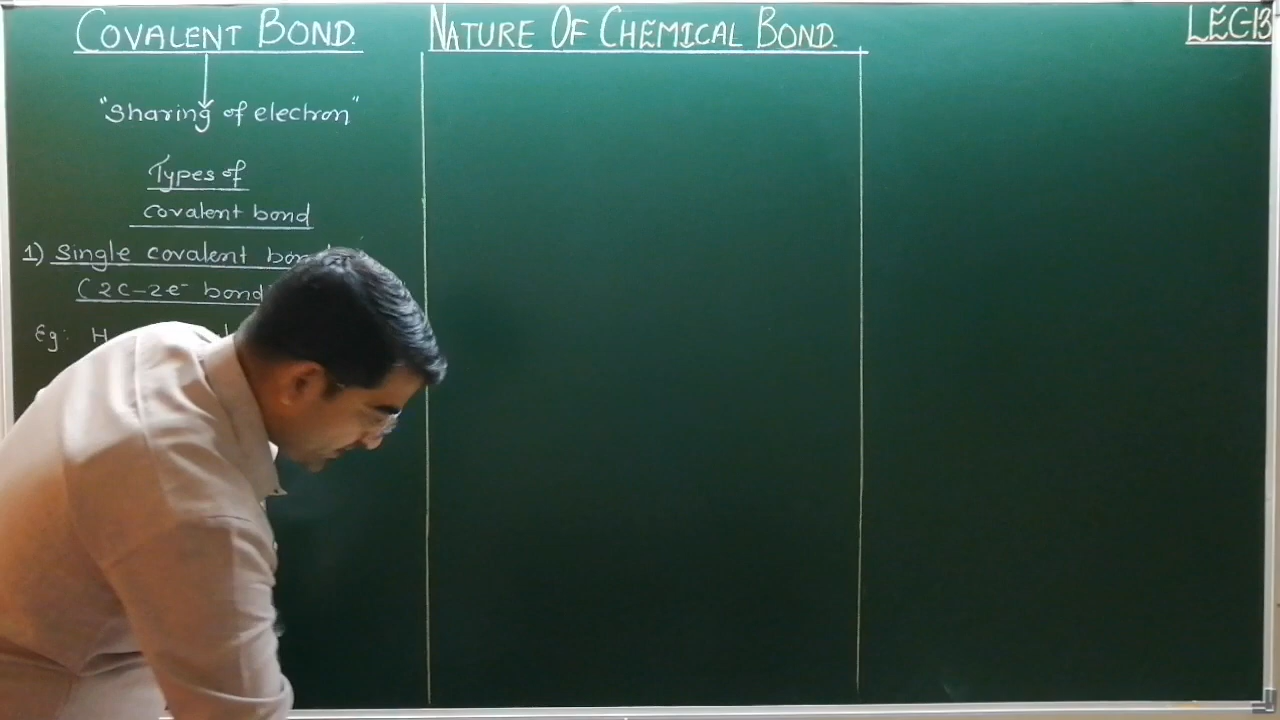 COVALENT BOND.
NATURE OF CHEMICAL BOND.
LEC-13
"Sharing of electron"
Types of
covalent bond
1) Single covalent
(2c-2e⁻ bond
Eg: H